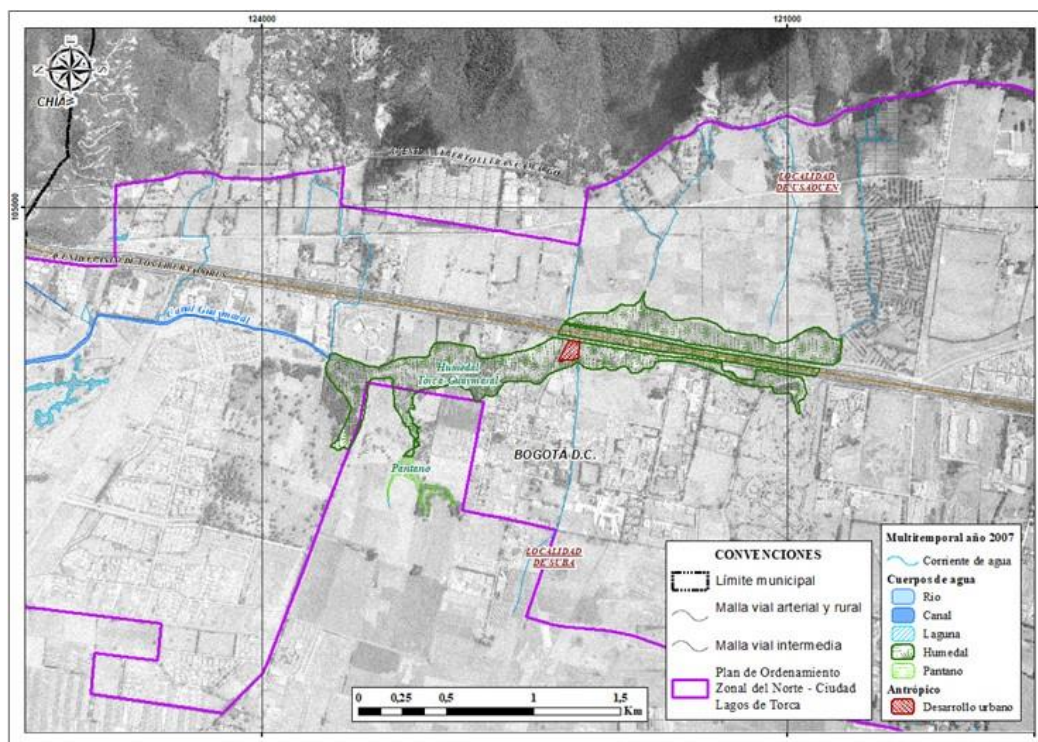 124000
121000
N
S
CHÍA
105000
LOCALIDAD
DE USAQUEN
Canal Guaymaral
Humedal
Torca-Guaymaral
BOGOTÁ D.C.
Pantano
LOCALIDAD
DE SUBA
CONVENCIONES
Límite municipal
Malla vial arterial y rural
Malla vial intermedia
Plan de Ordenamiento
Zonal del Norte - Ciudad
Lagos de Torca
Multitemporal año 2007
Corriente de agua
Cuerpos de agua
Rio
Canal
Laguna
Humedal
Pantano
Antrópico
Desarrollo urbano
0 0,25 0,5 1 1,5
Km